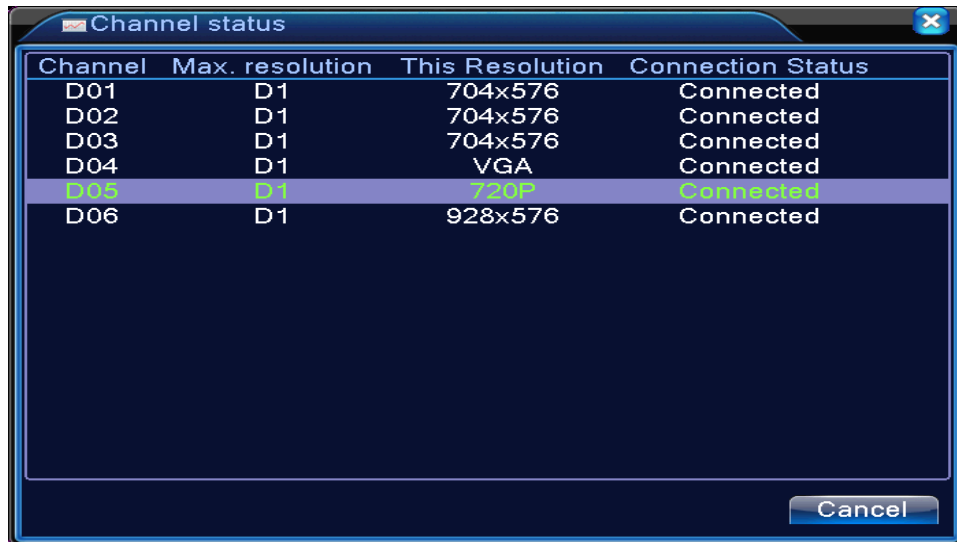 Channel status
Channel Max. resolution This Resolution Connection Status
D01 D1 704x576 Connected
D02 D1 704x576 Connected
D03 D1 704x576 Connected
D04 D1 VGA Connected
D05 D1 720P Connected
D06 D1 928x576 Connected
Cancel